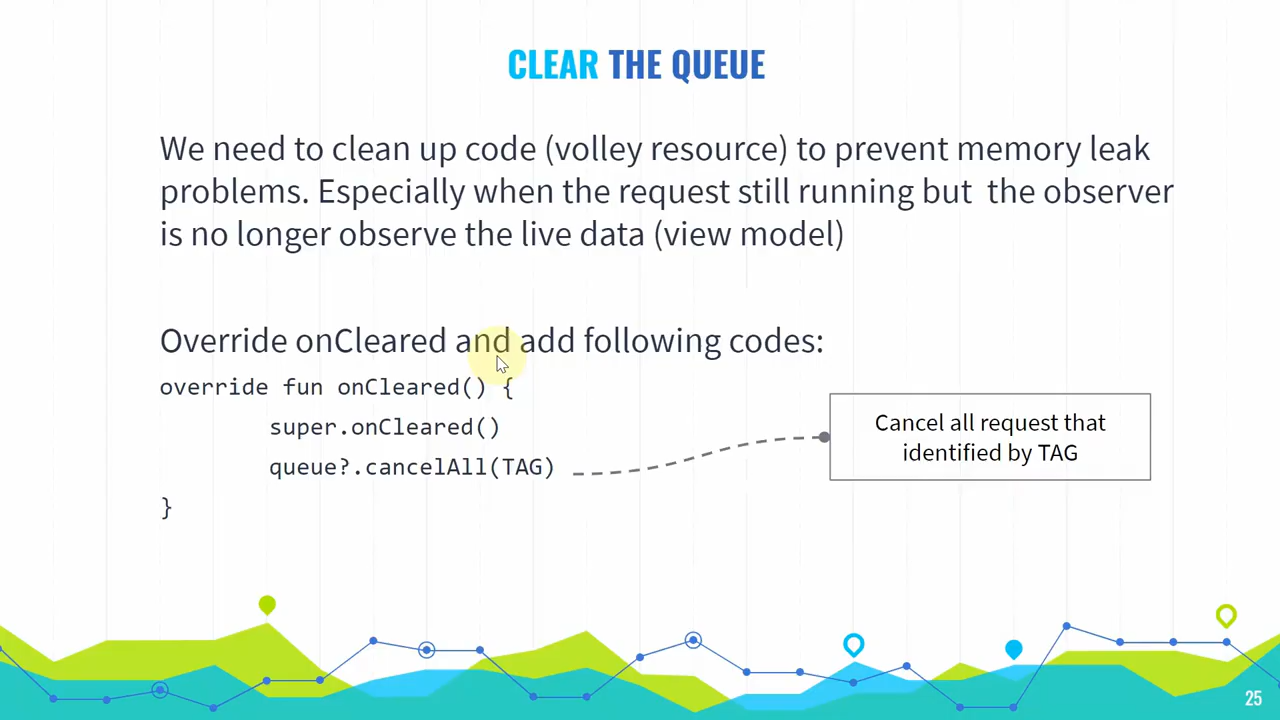 CLEAR THE QUEUE
We need to clean up code (volley resource) to prevent memory leak
problems. Especially when the request still running but  the observer
is no longer observe the live data (view model)
Override onCleared and add following codes:
override fun onCleared() {
super.onCleared()
queue?.cancelAll(TAG)
}
Cancel all request that
identified by TAG
25